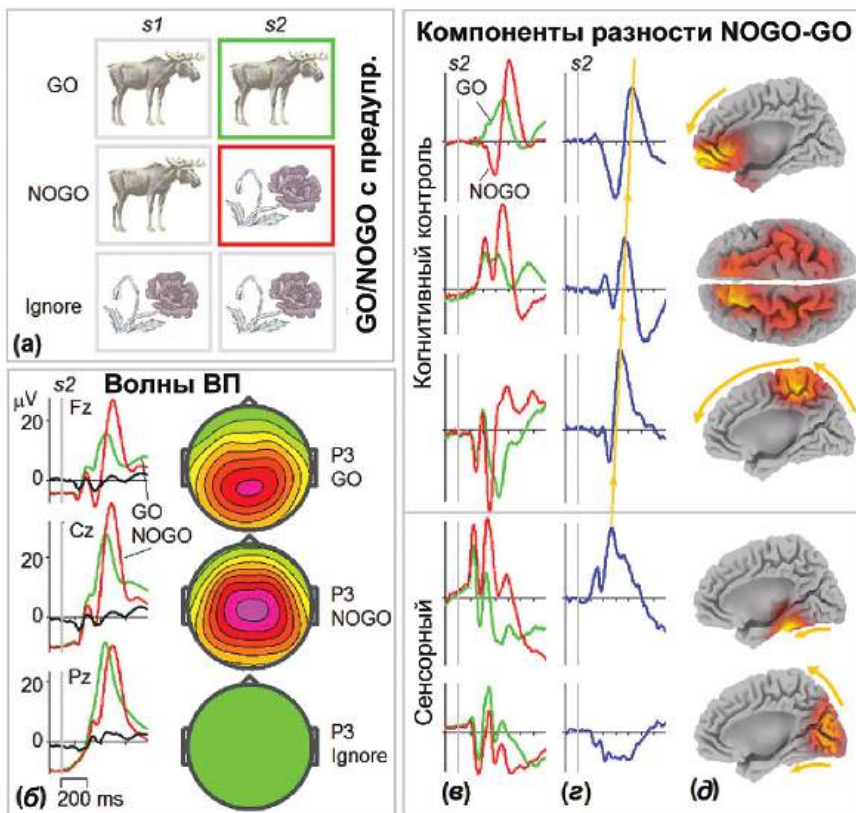 s1 s2
GO
NOGO
Ignore
(а)
GO/NOGO с предупр.
Волны ВП
s2
μV
20
0
Fz
GO
NOGO
Cz
20
0
Pz
20
0
200 ms
(б)
P3
GO
P3
NOGO
P3
Ignore
Компоненты разности NOGO-GO
s2 s2
GO
NOGO
Когнитивный контроль
Сенсорный
(в) (г) (д)